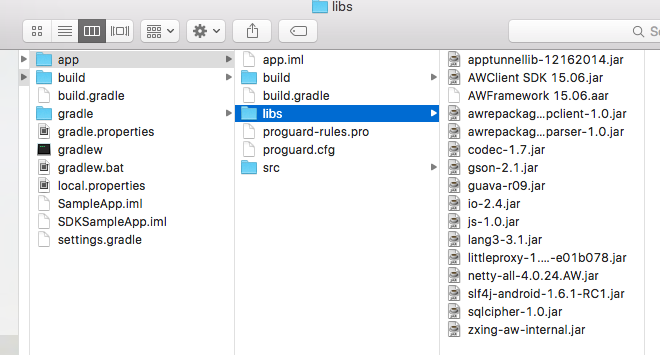 libs
Se
app
build
build.gradle
gradle
gradle.properties
gradlew
gradlew.bat
local.properties
SampleApp.iml
SDKSampleApp.iml
settings.gradle
app.iml
build
build.gradle
libs
proguard-rules.pro
proguard.cfg
src
apptunnellib-12162014.jar
AWClient SDK 15.06.jar
AWFramework 15.06.aar
awrepackag...pclient-1.0.jar
awrepackag...parser-1.0.jar
codec-1.7.jar
gson-2.1.jar
guava-r09.jar
io-2.4.jar
js-1.0.jar
lang3-3.1.jar
littleproxy-1....-e01b078.jar
netty-all-4.0.24.AW.jar
slf4j-android-1.6.1-RC1.jar
sqlcipher-1.0.jar
zxing-aw-internal.jar